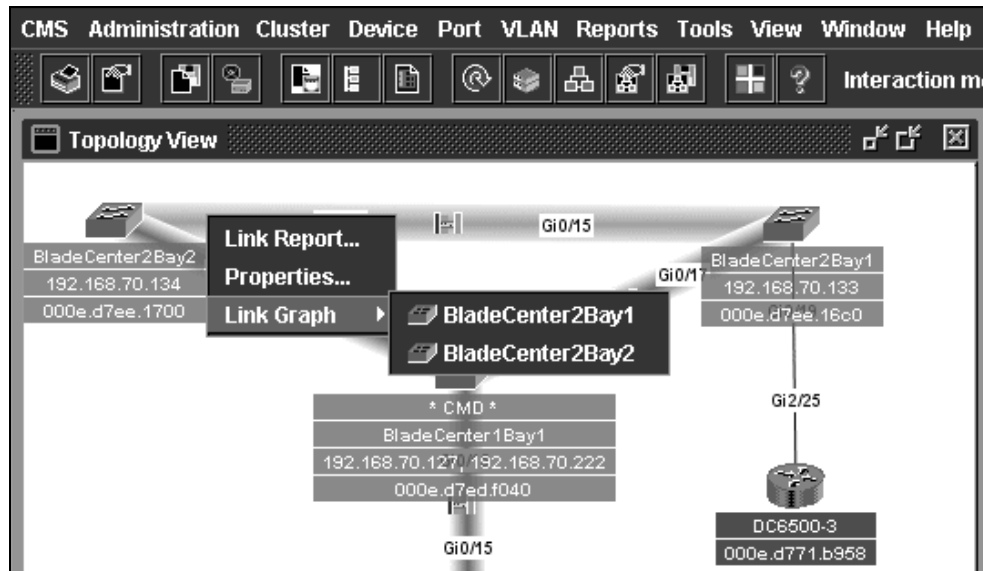 CMS Administration Cluster Device Port VLAN Reports Tools View Window Help
Interaction m
Topology View
Gi0/15
BladeCenter2Bay2
192.168.70.134
000e.d7ee.1700
Link Report...
Properties...
Link Graph
BladeCenter2Bay1
BladeCenter2Bay2
Gi0/17
BladeCenter2Bay1
192.168.70.133
000e.d7ee.16c0
Gi2/25
* CMD *
BladeCenter1Bay1
192.168.70.127, 192.168.70.222
000e.d7ed.f040
Gi0/15
DC6500-3
000e.d771.b958